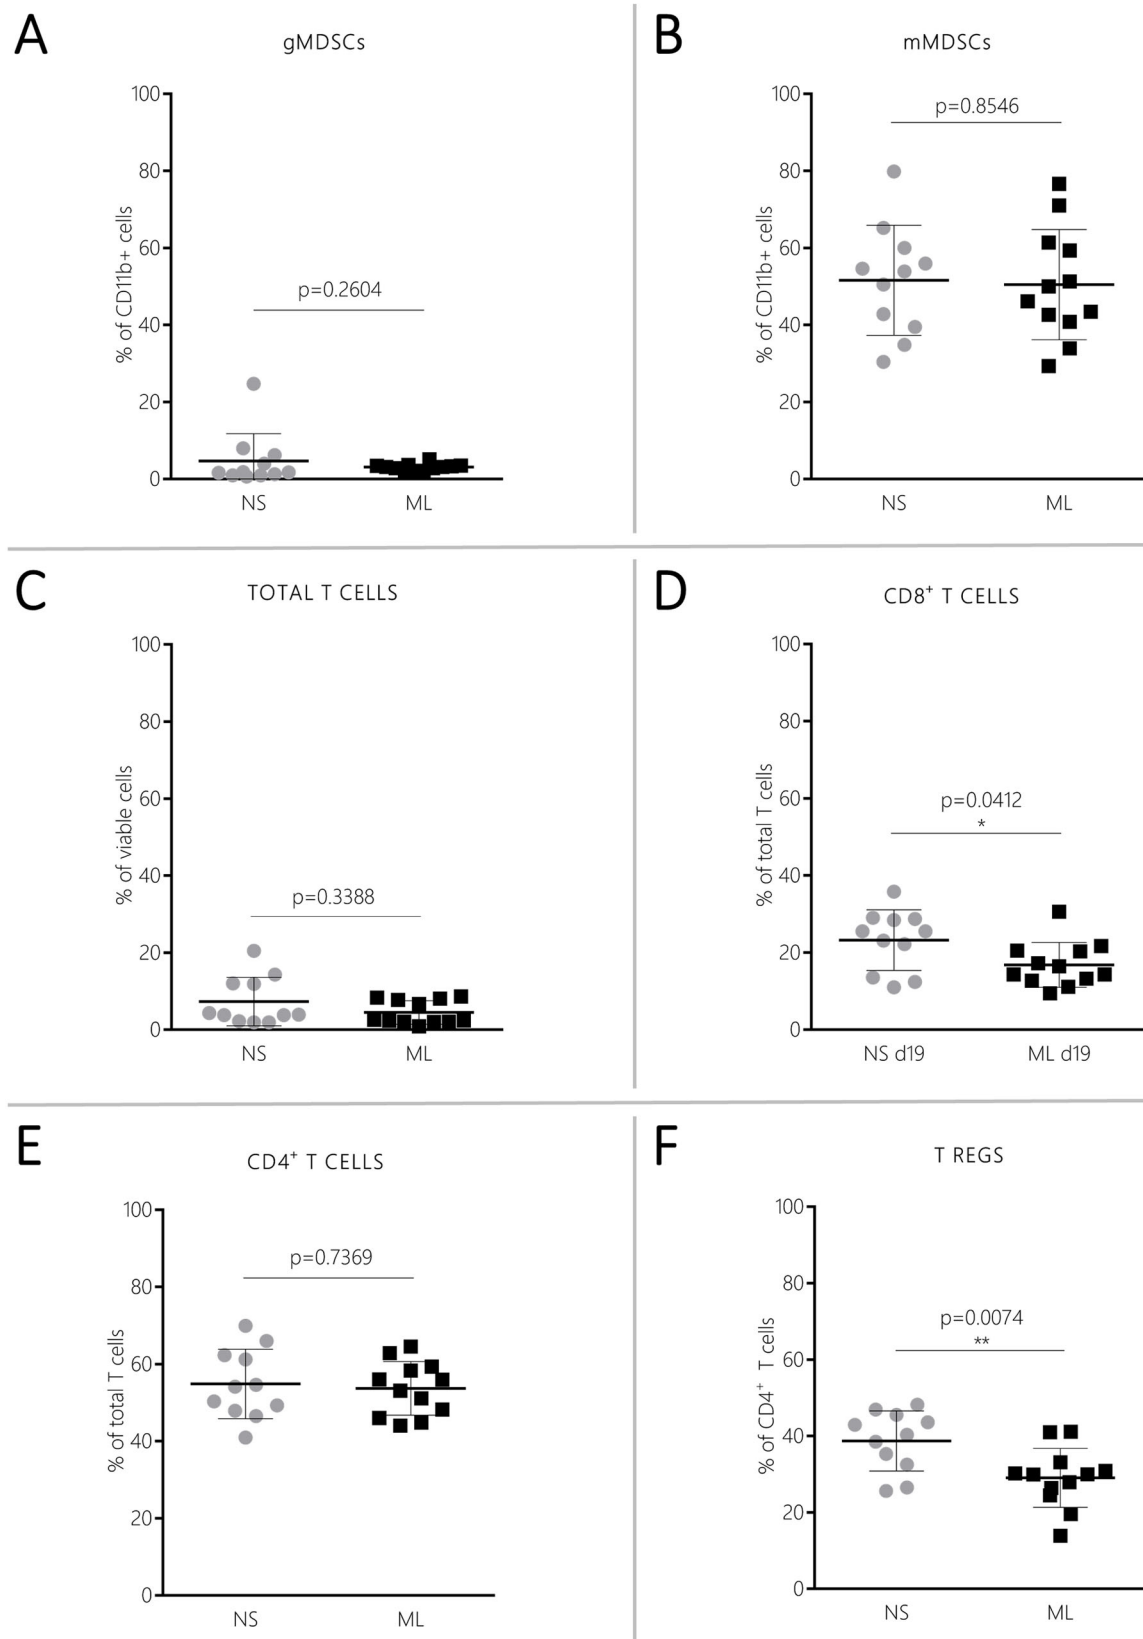 A
gMDSCs
100
80
60
40
20
0
% of CD11b+ cells
p=0.2604
NS ML
B
mMDSCs
100
80
60
40
20
0
% of CD11b+ cells
p=0.8546
NS ML
C
TOTAL T CELLS
100
80
60
40
20
0
% of viable cells
p=0.3388
NS ML
D
CD8⁺ T CELLS
100
80
60
40
20
0
% of total T cells
p=0.0412
*
NS d19 ML d19
E
CD4⁺ T CELLS
100
80
60
40
20
0
% of total T cells
p=0.7369
NS ML
F
T REGS
100
80
60
40
20
0
% of CD4⁺ T cells
p=0.0074
**
NS ML